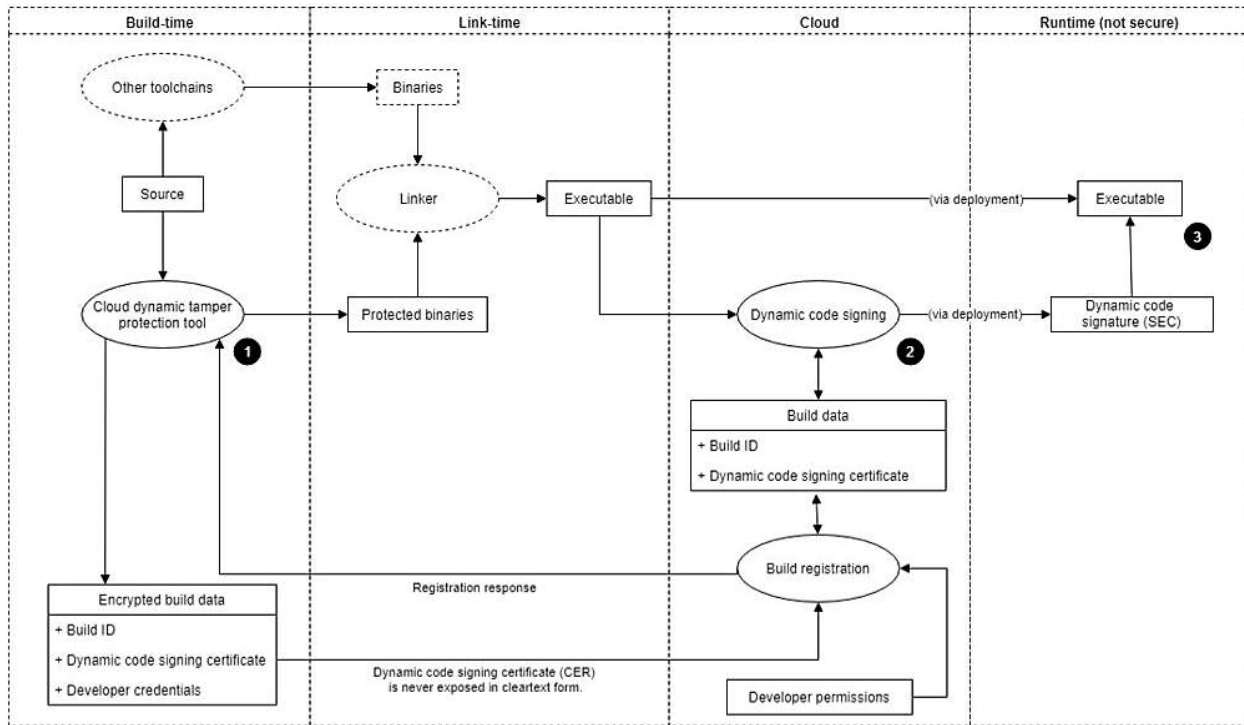 Build-time
Link-time
Cloud
Runtime (not secure)
Other toolchains
Binaries
Source
Linker
Executable
(via deployment)
Executable
3
Cloud dynamic tamper
protection tool
1
Protected binaries
Dynamic code signing
2
(via deployment)
Dynamic code
signature (SEC)
Build data
+ Build ID
+ Dynamic code signing certificate
Registration response
Build registration
Encrypted build data
+ Build ID
+ Dynamic code signing certificate
+ Developer credentials
Dynamic code signing certificate (CER)
is never exposed in cleartext form.
Developer permissions